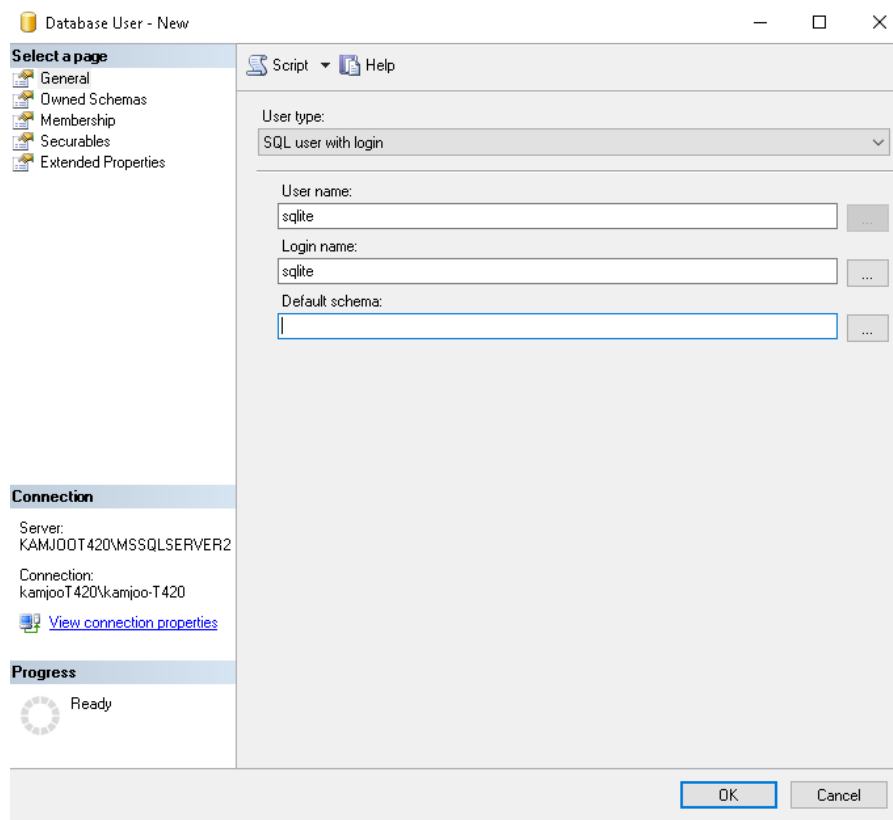 Database User - New
Select a page
General
Owned Schemas
Membership
Securables
Extended Properties
Script
Help
User type:
SQL user with login
User name:
sqlite
...
Login name:
sqlite
...
Default schema:
...
Connection
Server:
KAMJOOT420\MSSQLSERVER2
Connection:
kamjooT420\kamjoo-T420
View connection properties
Progress
Ready
OK
Cancel